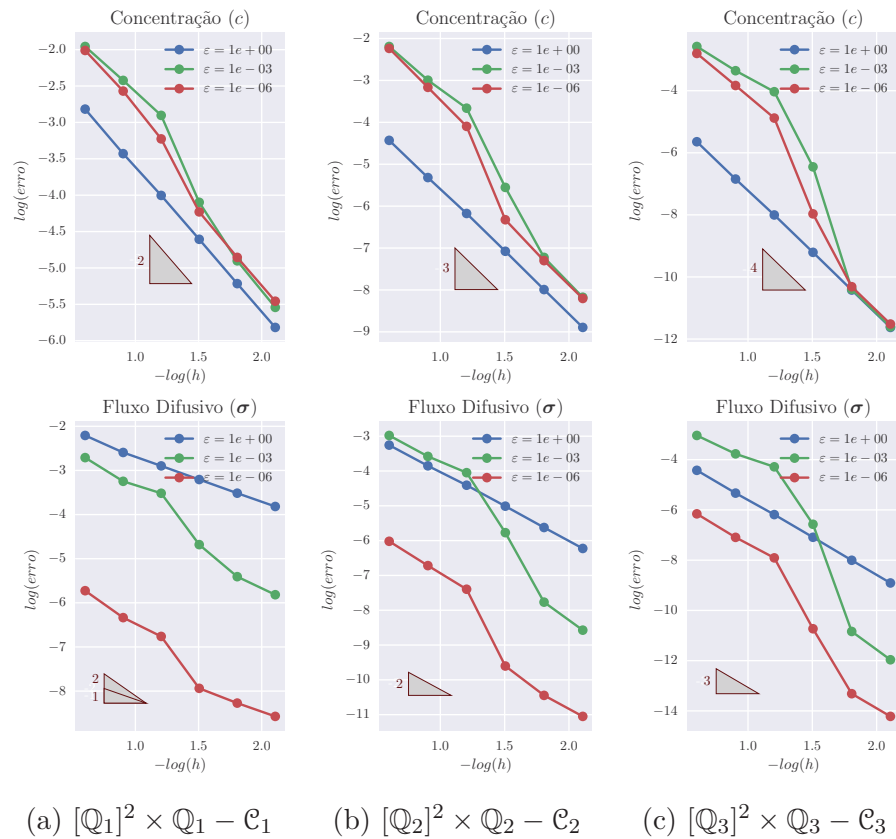 Concentração (c)
ε = 1e + 00
ε = 1e − 03
ε = 1e − 06
−2.0
−2.5
−3.0
−3.5
−4.0
−4.5
−5.0
−5.5
−6.0
log(erro)
2
1.0 1.5 2.0
−log(h)
Concentração (c)
ε = 1e + 00
ε = 1e − 03
ε = 1e − 06
−2
−3
−4
−5
−6
−7
−8
−9
log(erro)
3
1.0 1.5 2.0
−log(h)
Concentração (c)
ε = 1e + 00
ε = 1e − 03
ε = 1e − 06
−4
−6
−8
−10
−12
log(erro)
4
1.0 1.5 2.0
−log(h)
Fluxo Difusivo (σ)
ε = 1e + 00
ε = 1e − 03
ε = 1e − 06
−2
−3
−4
−5
−6
−7
−8
log(erro)
2
1
1.0 1.5 2.0
−log(h)
Fluxo Difusivo (σ)
ε = 1e + 00
ε = 1e − 03
ε = 1e − 06
−3
−4
−5
−6
−7
−8
−9
−10
−11
log(erro)
2
1.0 1.5 2.0
−log(h)
Fluxo Difusivo (σ)
ε = 1e + 00
ε = 1e − 03
ε = 1e − 06
−4
−6
−8
−10
−12
−14
log(erro)
3
1.0 1.5 2.0
−log(h)
(a) [ℚ₁]² × ℚ₁ − 𝒞₁
(b) [ℚ₂]² × ℚ₂ − 𝒞₂
(c) [ℚ₃]² × ℚ₃ − 𝒞₃